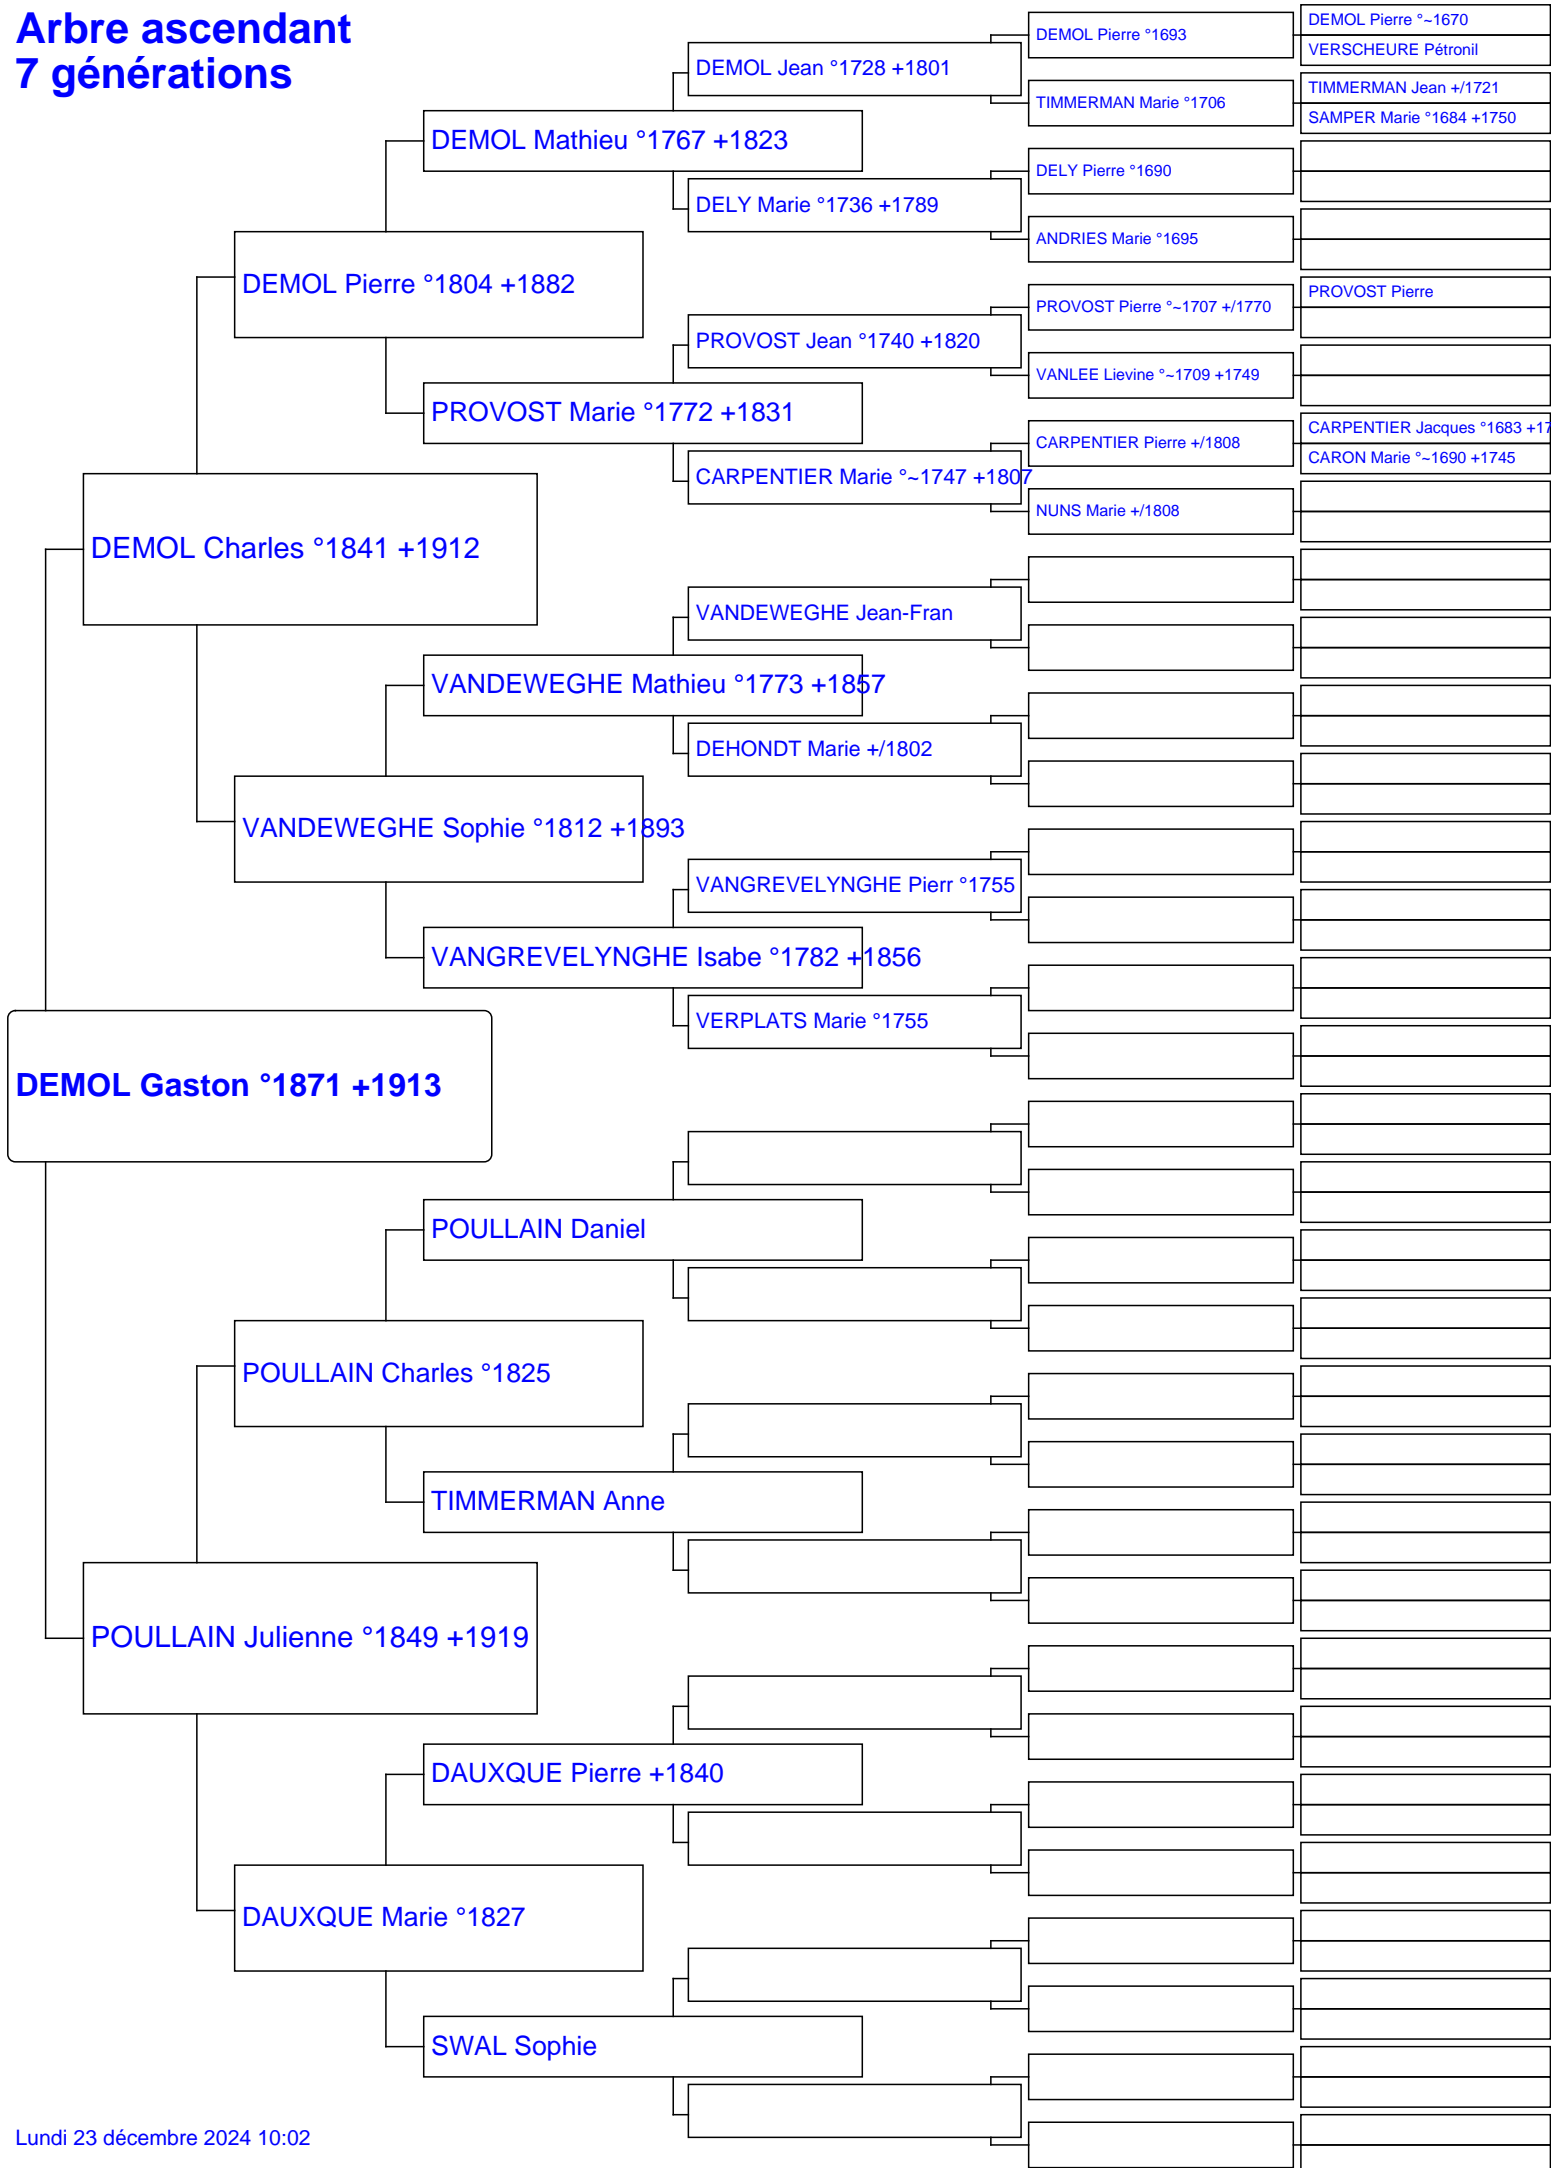 Arbre ascendant
7 générations
DEMOL Gaston °1871 +1913
DEMOL Charles °1841 +1912
POULLAIN Julienne °1849 +1919
DEMOL Pierre °1804 +1882
VANDEWEGHE Sophie °1812 +1893
POULLAIN Charles °1825
DAUXQUE Marie °1827
DEMOL Mathieu °1767 +1823
PROVOST Marie °1772 +1831
VANDEWEGHE Mathieu °1773 +1857
VANGREVELYNGHE Isabe °1782 +1856
POULLAIN Daniel
TIMMERMAN Anne
DAUXQUE Pierre +1840
SWAL Sophie
DEMOL Jean °1728 +1801
DELY Marie °1736 +1789
PROVOST Jean °1740 +1820
CARPENTIER Marie °~1747 +1807
VANDEWEGHE Jean-Fran
DEHONDT Marie +/1802
VANGREVELYNGHE Pierr °1755
VERPLATS Marie °1755
DEMOL Pierre °1693
TIMMERMAN Marie °1706
DELY Pierre °1690
ANDRIES Marie °1695
PROVOST Pierre °~1707 +/1770
VANLEE Lievine °~1709 +1749
CARPENTIER Pierre +/1808
NUNS Marie +/1808
DEMOL Pierre °~1670
VERSCHEURE Pétronil
TIMMERMAN Jean +/1721
SAMPER Marie °1684 +1750
PROVOST Pierre
CARPENTIER Jacques °1683 +17
CARON Marie °~1690 +1745
Lundi 23 décembre 2024 10:02